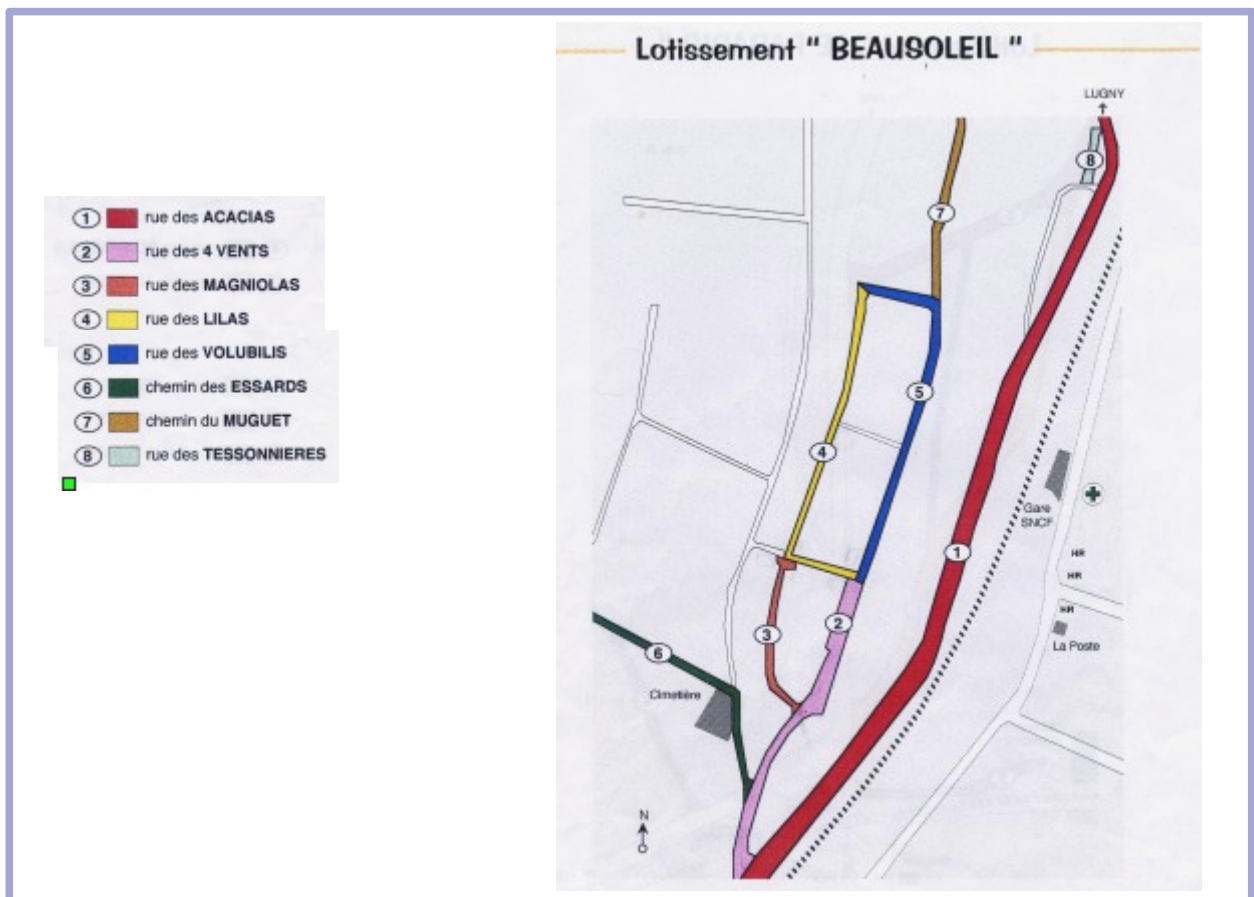 Lotissement " BEAUSOLEIL "
LUGNY
1 rue des ACACIAS
2 rue des 4 VENTS
3 rue des MAGNIOLAS
4 rue des LILAS
5 rue des VOLUBILIS
6 chemin des ESSARDS
7 chemin du MUGUET
8 rue des TESSONNIERES
8
7
5
4
Gare
SNCF
1
HR
HR
HR
2
3
La Poste
6
Cimetière
N